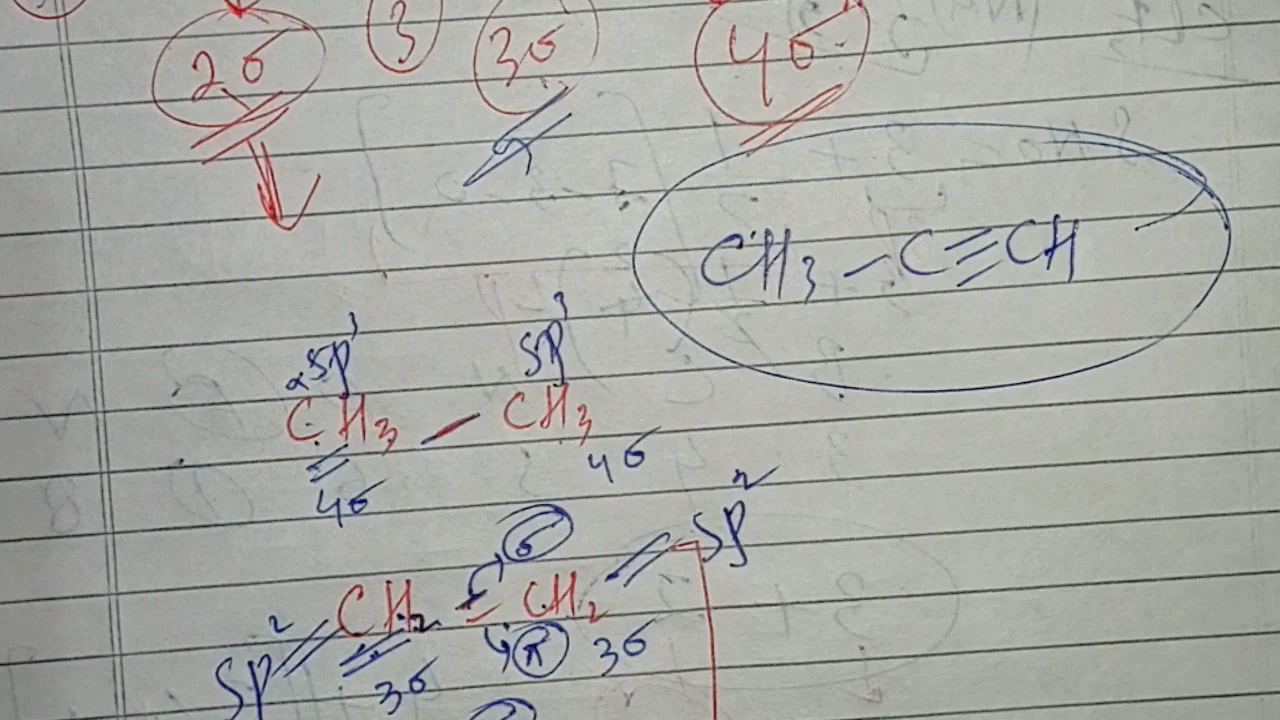 2σ 3 3σ 4σ
CH₃ – C ≡ CH
sp³ sp³
CH₃ – CH₃
4σ 4σ
σ sp²
CH₂ = CH₂
sp² 3σ π 3σ